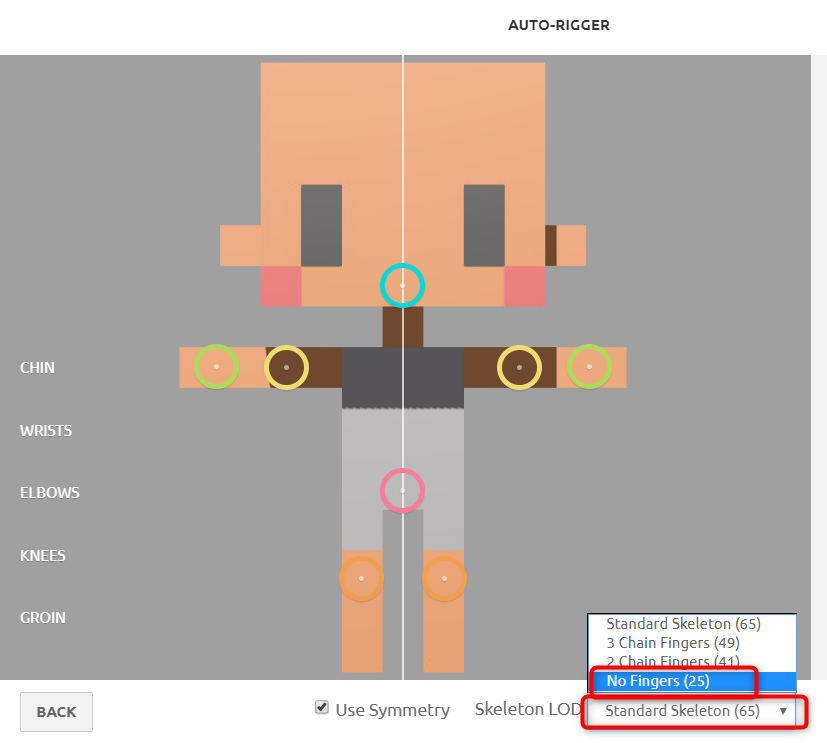 AUTO-RIGGER
CHIN
WRISTS
ELBOWS
KNEES
GROIN
Standard Skeleton (65)
3 Chain Fingers (49)
2 Chain Fingers (41)
No Fingers (25)
BACK
Use Symmetry
Skeleton LOD
Standard Skeleton (65)